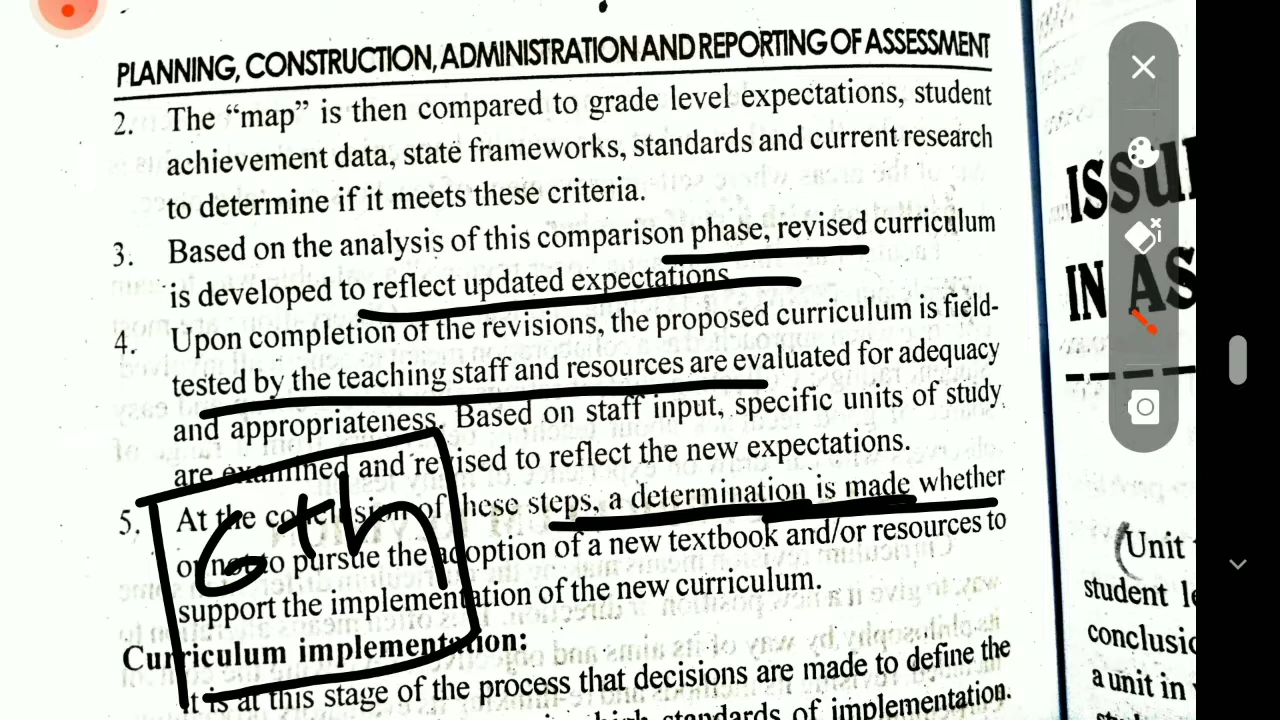 PLANNING, CONSTRUCTION, ADMINISTRATION AND REPORTING OF ASSESSMENT
2. The “map” is then compared to grade level expectations, student
achievement data, state frameworks, standards and current research
to determine if it meets these criteria.
3. Based on the analysis of this comparison phase, revised curriculum
is developed to reflect updated expectations
4. Upon completion of the revisions, the proposed curriculum is field-
tested by the teaching staff and resources are evaluated for adequacy
and appropriateness. Based on staff input, specific units of study
are examined and revised to reflect the new expectations.
5. At the conclusion of these steps, a determination is made whether
or not to pursue the adoption of a new textbook and/or resources to
support the implementation of the new curriculum.
Curriculum implementation:
It is at this stage of the process that decisions are made to define the
which standards of implementation.
6th
IN AS
(Unit
student le
conclusio
a unit in